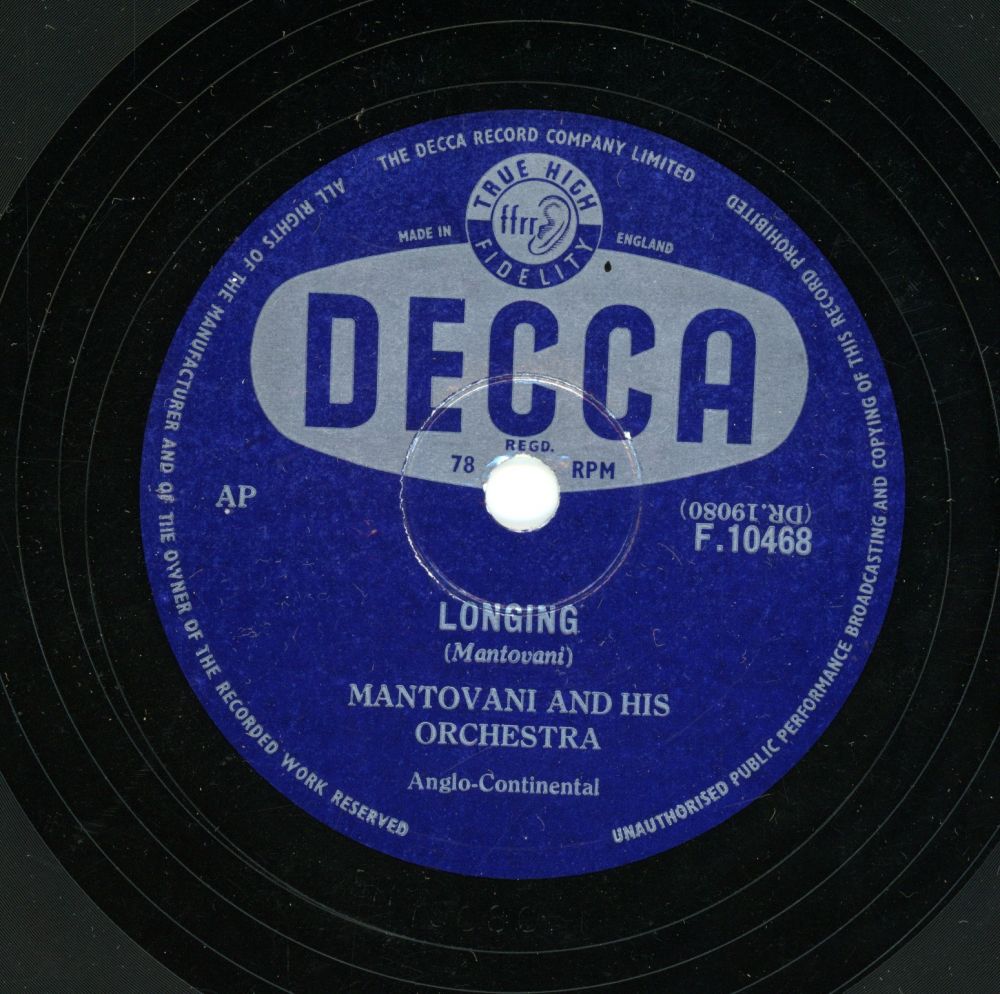 THE DECCA RECORD COMPANY LIMITED
ALL RIGHTS OF THE MANUFACTURER AND OF THE OWNER OF THE RECORDED WORK RESERVED
UNAUTHORISED PUBLIC PERFORMANCE BROADCASTING AND COPYING OF THIS RECORD PROHIBITED
TRUE HIGH
ffrr
FIDELITY
MADE IN ENGLAND
DECCA
REGD.
78 RPM
AP
(DR.19080)
F.10468
LONGING
(Mantovani)
MANTOVANI AND HIS
ORCHESTRA
Anglo-Continental